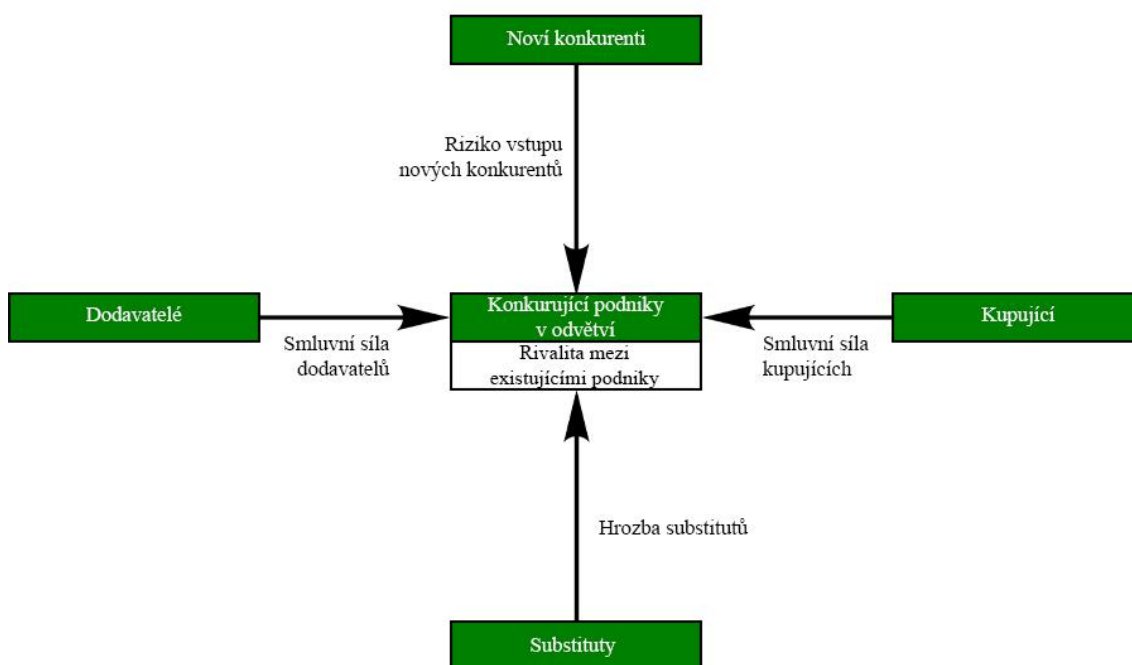 Noví konkurenti
Riziko vstupu
nových konkurentů
Dodavatelé
Smluvní síla
dodavatelů
Konkurující podniky
v odvětví
Rivalita mezi
existujícími podniky
Kupující
Smluvní síla
kupujících
Hrozba substitutů
Substituty